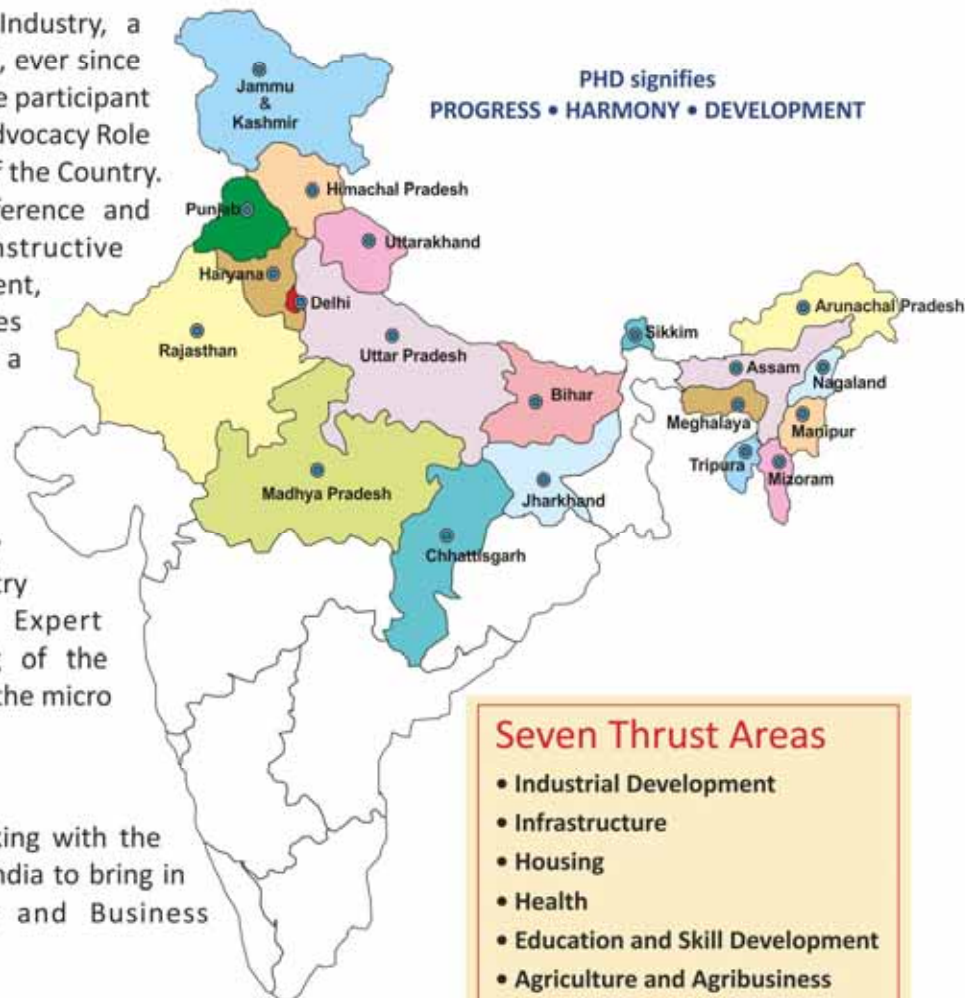 Industry, a
, ever since
e participant
dvocacy Role
f the Country.
ference and
nstructive
ent,
es
a
try
Expert
g of the
the micro
king with the
ndia to bring in
and Business
PHD signifies
PROGRESS • HARMONY • DEVELOPMENT
Jammu
&
Kashmir
Himachal Pradesh
Punjab
Uttarakhand
Haryana
Delhi
Rajasthan
Uttar Pradesh
Bihar
Sikkim
Arunachal Pradesh
Assam
Nagaland
Meghalaya
Manipur
Tripura
Mizoram
Madhya Pradesh
Jharkhand
Chhattisgarh
Seven Thrust Areas
• Industrial Development
• Infrastructure
• Housing
• Health
• Education and Skill Development
• Agriculture and Agribusiness